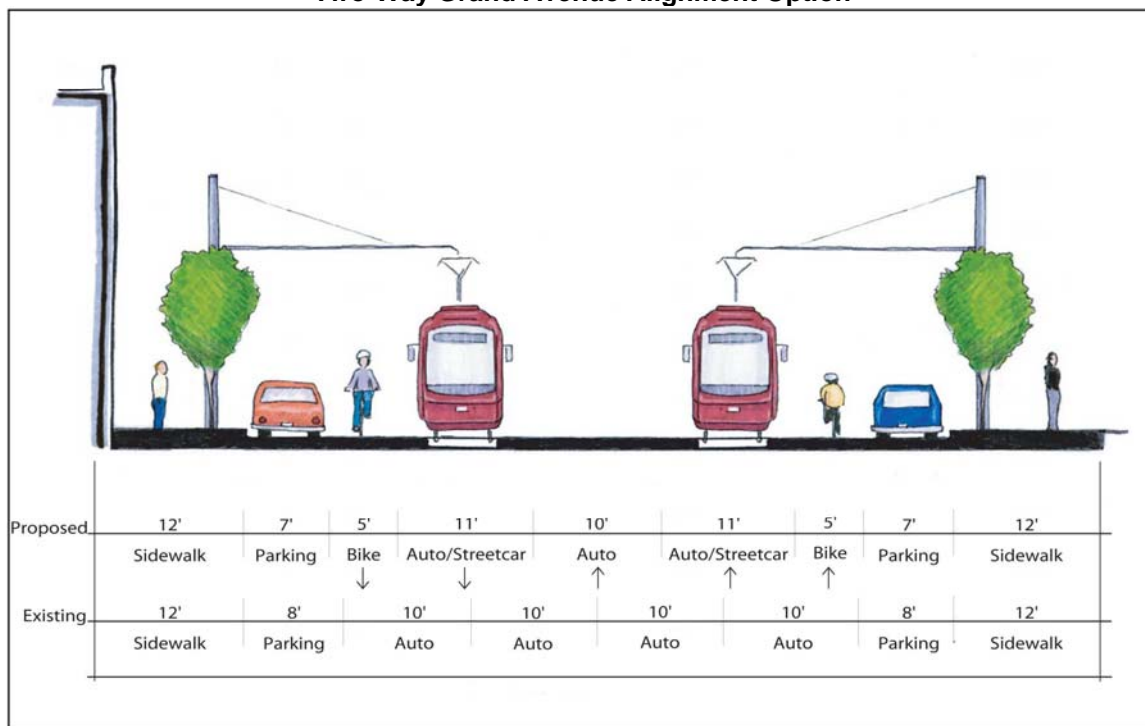 Two-Way Grand Avenue Alignment Option
Proposed 12' 7' 5' 11' 10' 11' 5' 7' 12'
Sidewalk Parking Bike Auto/Streetcar Auto Auto/Streetcar Bike Parking Sidewalk
Existing 12' 8' 10' 10' 10' 10' 8' 12'
Sidewalk Parking Auto Auto Auto Auto Parking Sidewalk